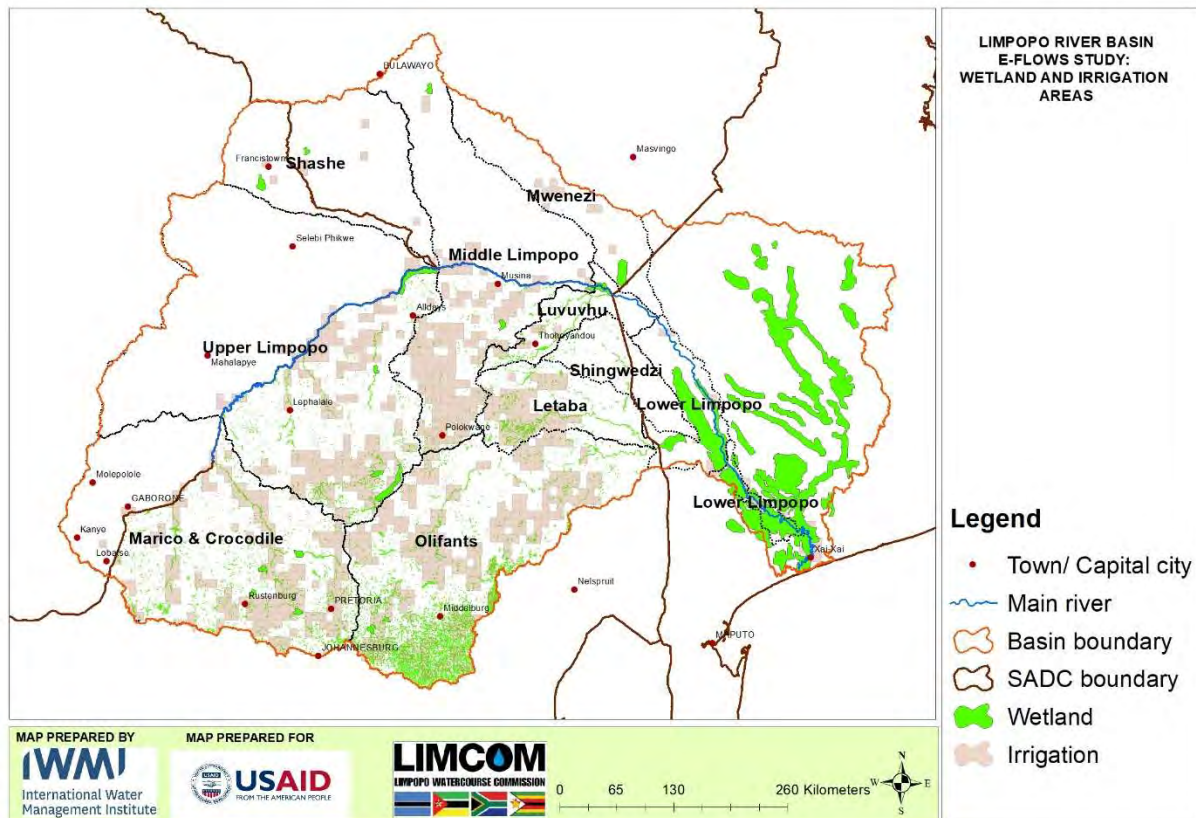 LIMPOPO RIVER BASIN
E-FLOWS STUDY:
WETLAND AND IRRIGATION
AREAS
BULAWAYO
Masvingo
Francistown
Shashe
Mwenezi
Selebi Phikwe
Middle Limpopo
Musina
Alldays
Luvuvhu
Thohoyandou
Upper Limpopo
Mahalapye
Shingwedzi
Lephalale
Letaba
Lower Limpopo
Polokwane
Molepolole
GABORONE
Lower Limpopo
Kanye
Marico & Crocodile
Olifants
Lobatse
Xai-Xai
Nelspruit
Rustenburg
PRETORIA
Middelburg
MAPUTO
JOHANNESBURG
Legend
Town/ Capital city
Main river
Basin boundary
SADC boundary
Wetland
Irrigation
MAP PREPARED BY
IWMI
International Water
Management Institute
MAP PREPARED FOR
USAID
FROM THE AMERICAN PEOPLE
LIMCOM
LIMPOPO WATERCOURSE COMMISSION
0 65 130 260 Kilometers
N
W E
S